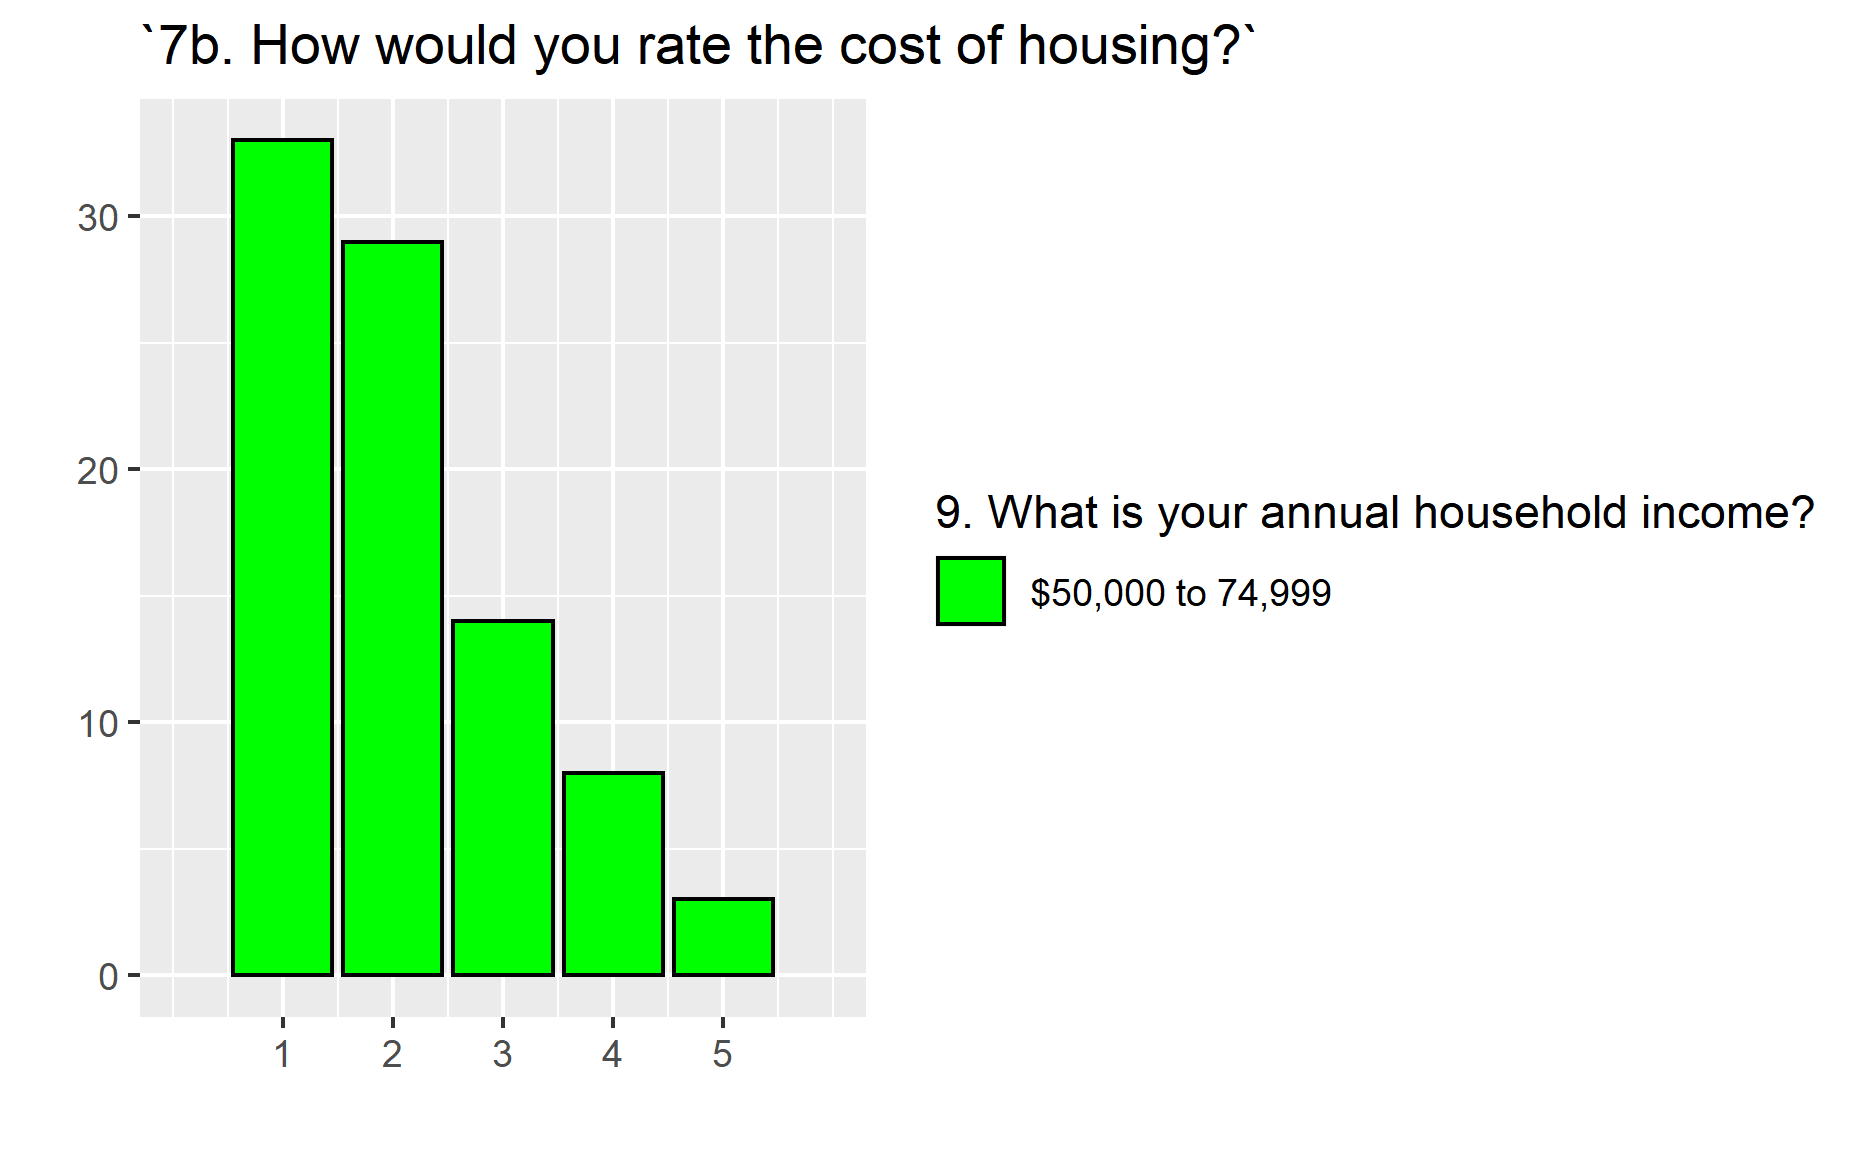 `7b. How would you rate the cost of housing?`
30
20
10
0
1 2 3 4 5
9. What is your annual household income?
$50,000 to 74,999